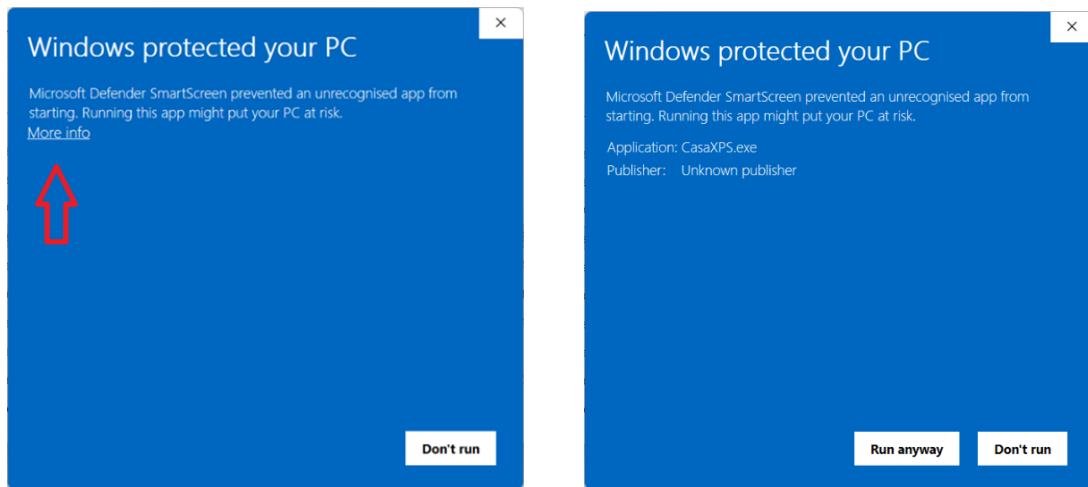 Windows protected your PC
Microsoft Defender SmartScreen prevented an unrecognised app from
starting. Running this app might put your PC at risk.
More info
Don't run
Windows protected your PC
Microsoft Defender SmartScreen prevented an unrecognised app from
starting. Running this app might put your PC at risk.
Application: CasaXPS.exe
Publisher: Unknown publisher
Run anyway Don't run